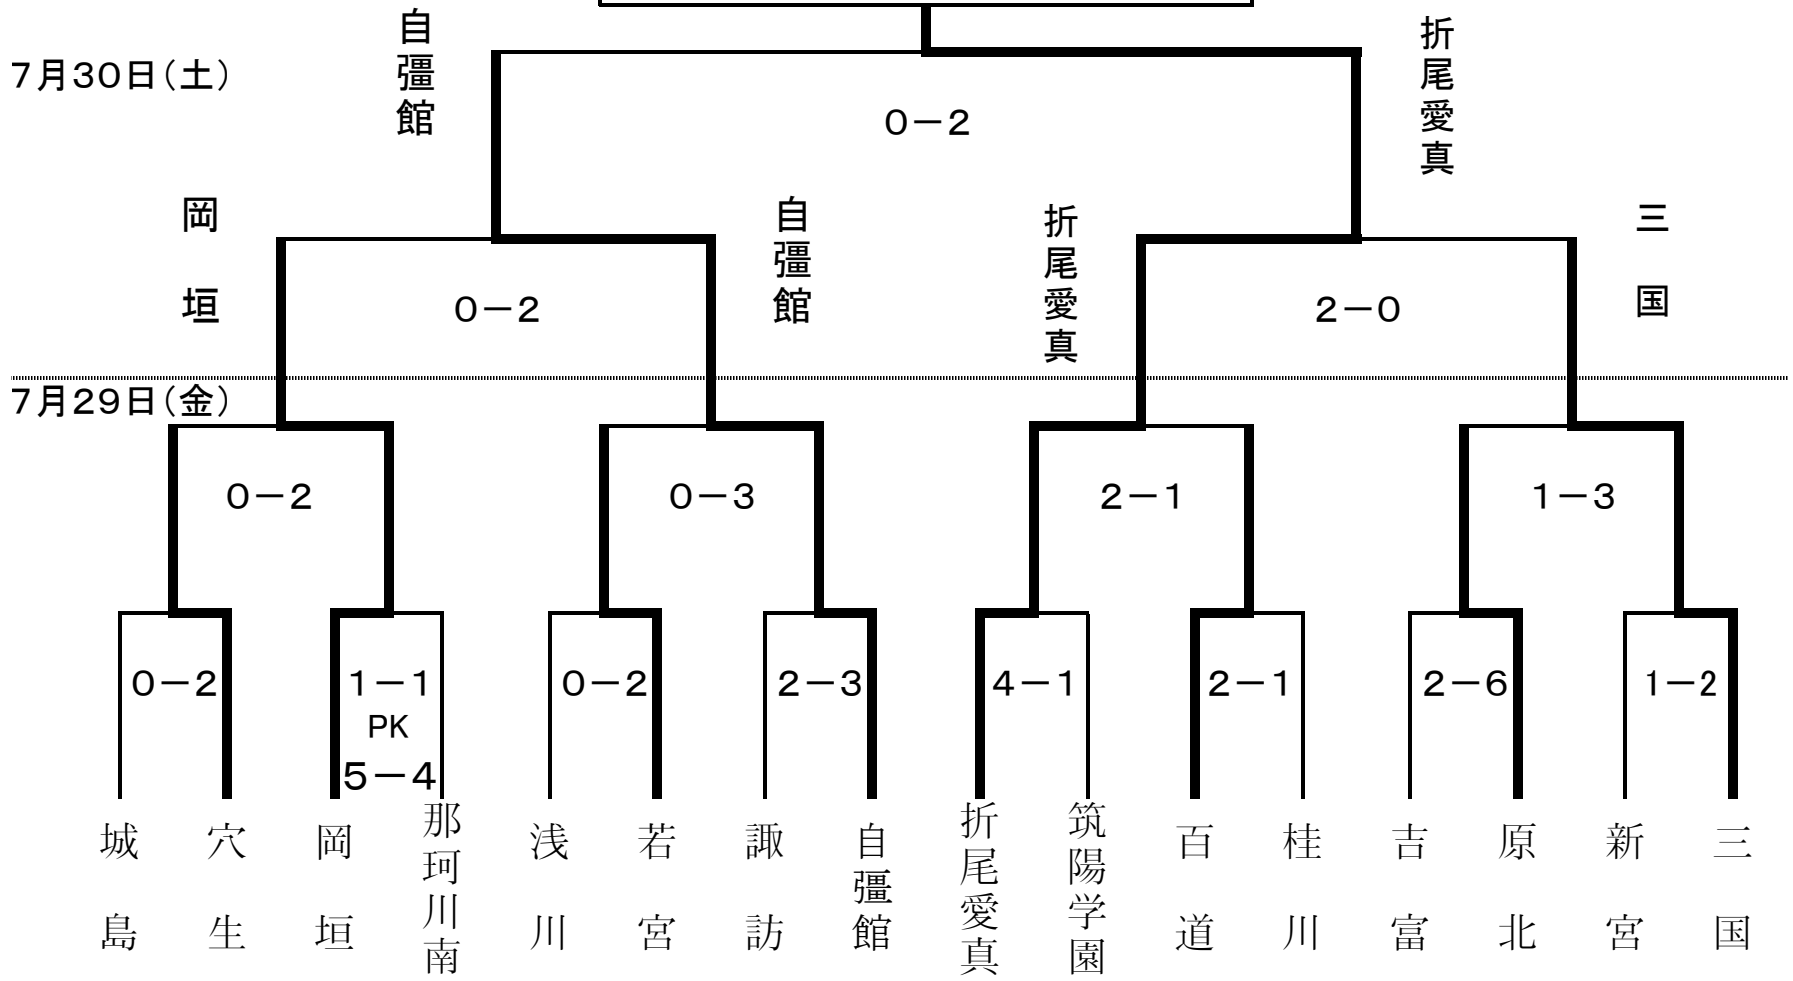 自彊館
折尾愛真
7月30日(土)
0－2
岡垣
自彊館
折尾愛真
三国
0－2
2－0
7月29日(金)
0－2
0－3
2－1
1－3
0－2
1－1
PK
5－4
0－2
2－3
4－1
2－1
2－6
1－2
城島
穴生
岡垣
那珂川南
浅川
若宮
諏訪
自彊館
折尾愛真
筑陽学園
百道
桂川
吉富
原北
新宮
三国